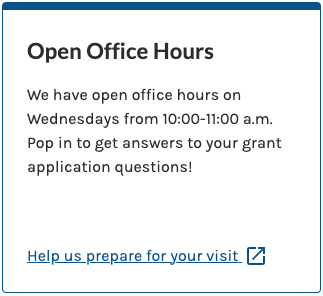 Open Office Hours
We have open office hours on
Wednesdays from 10:00-11:00 a.m.
Pop in to get answers to your grant
application questions!
Help us prepare for your visit